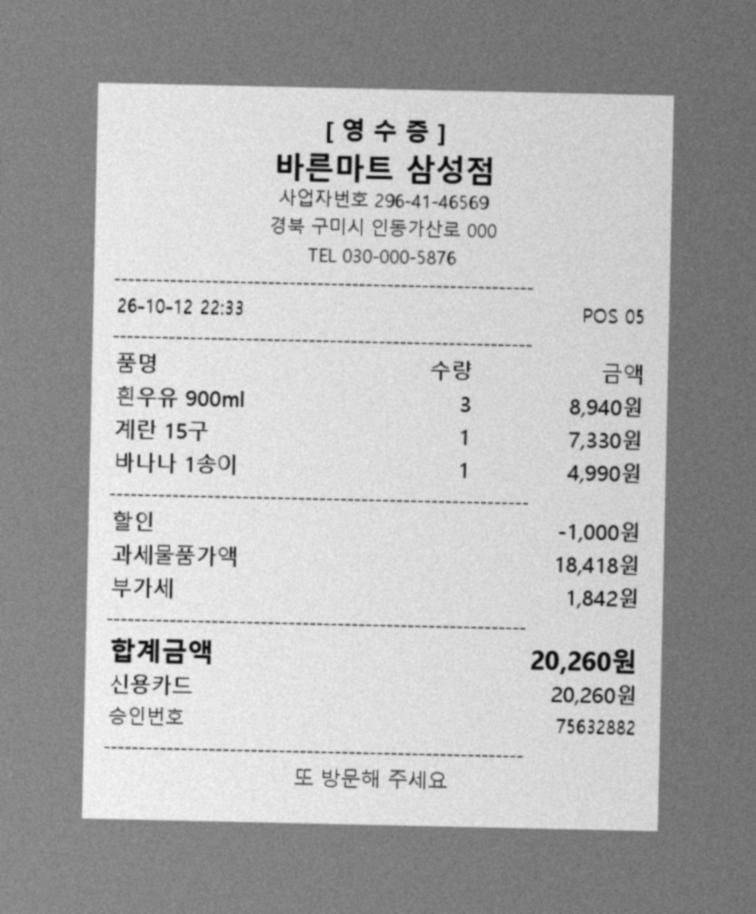 [ 영 수 증 ]
바른마트 삼성점
사업자번호 296-41-46569
경북 구미시 인동가산로 000
TEL 030-000-5876
26-10-12 22:33 POS 05
품명 수량 금액
흰우유 900ml 3 8,940원
계란 15구 1 7,330원
바나나 1송이 1 4,990원
할인 -1,000원
과세물품가액 18,418원
부가세 1,842원
합계금액 20,260원
신용카드 20,260원
승인번호 75632882
또 방문해 주세요